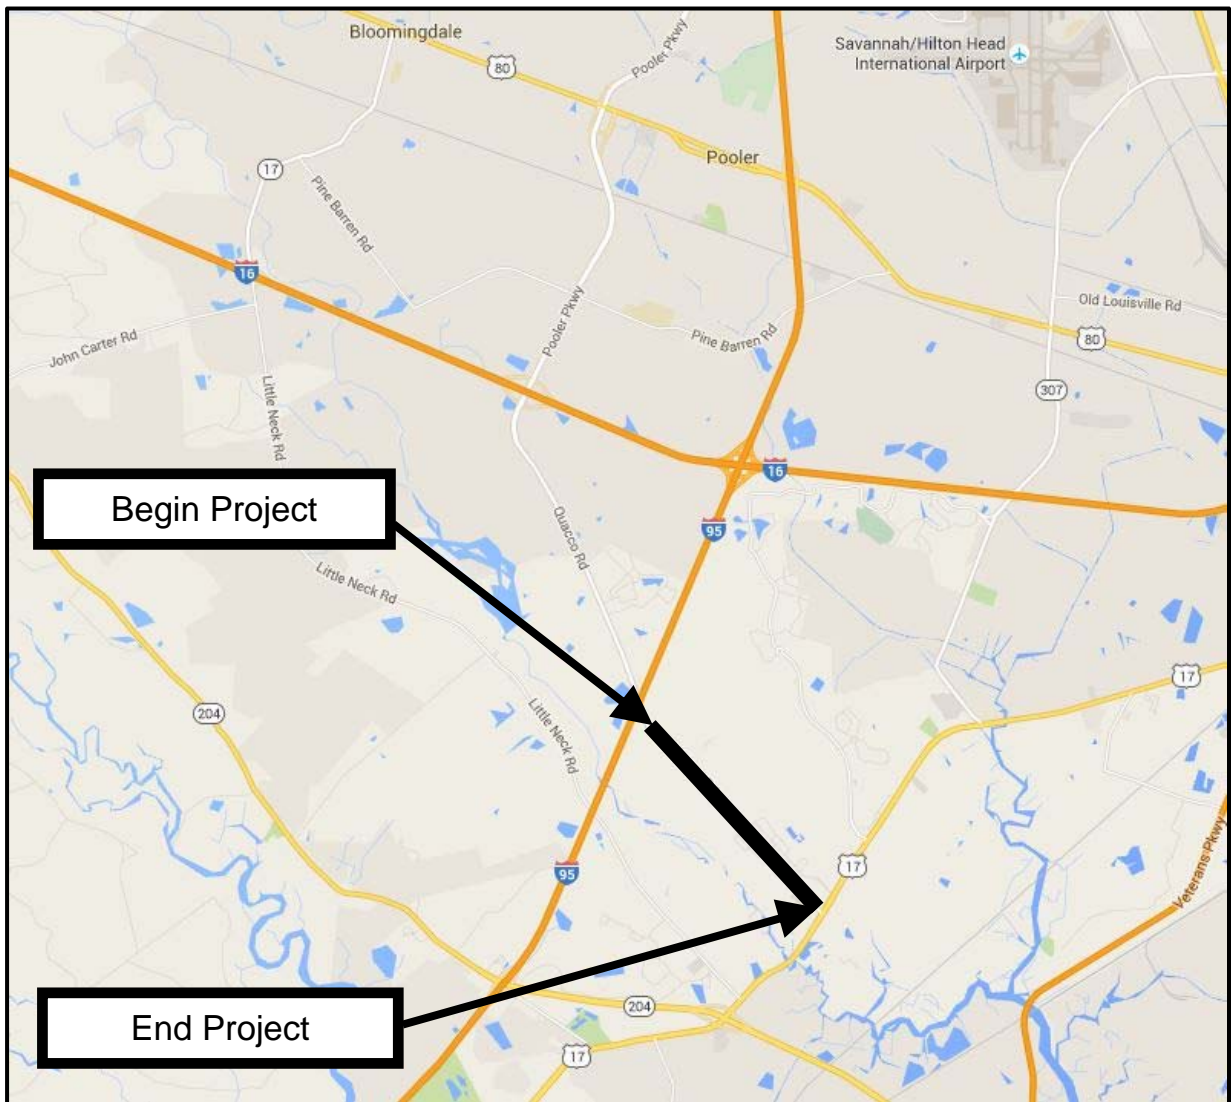 Bloomingdale
80
Pooler Pkwy
Pooler Pkwy
Savannah/Hilton Head
International Airport
Pooler
17
Pine Barren Rd
16
Old Louisville Rd
John Carter Rd
Pooler Pkwy
Pine Barren Rd
80
Little Neck Rd
307
16
Begin Project
95
Quacco Rd
Little Neck Rd
17
204
Little Neck Rd
17
95
Veterans Pkwy
204
End Project
17